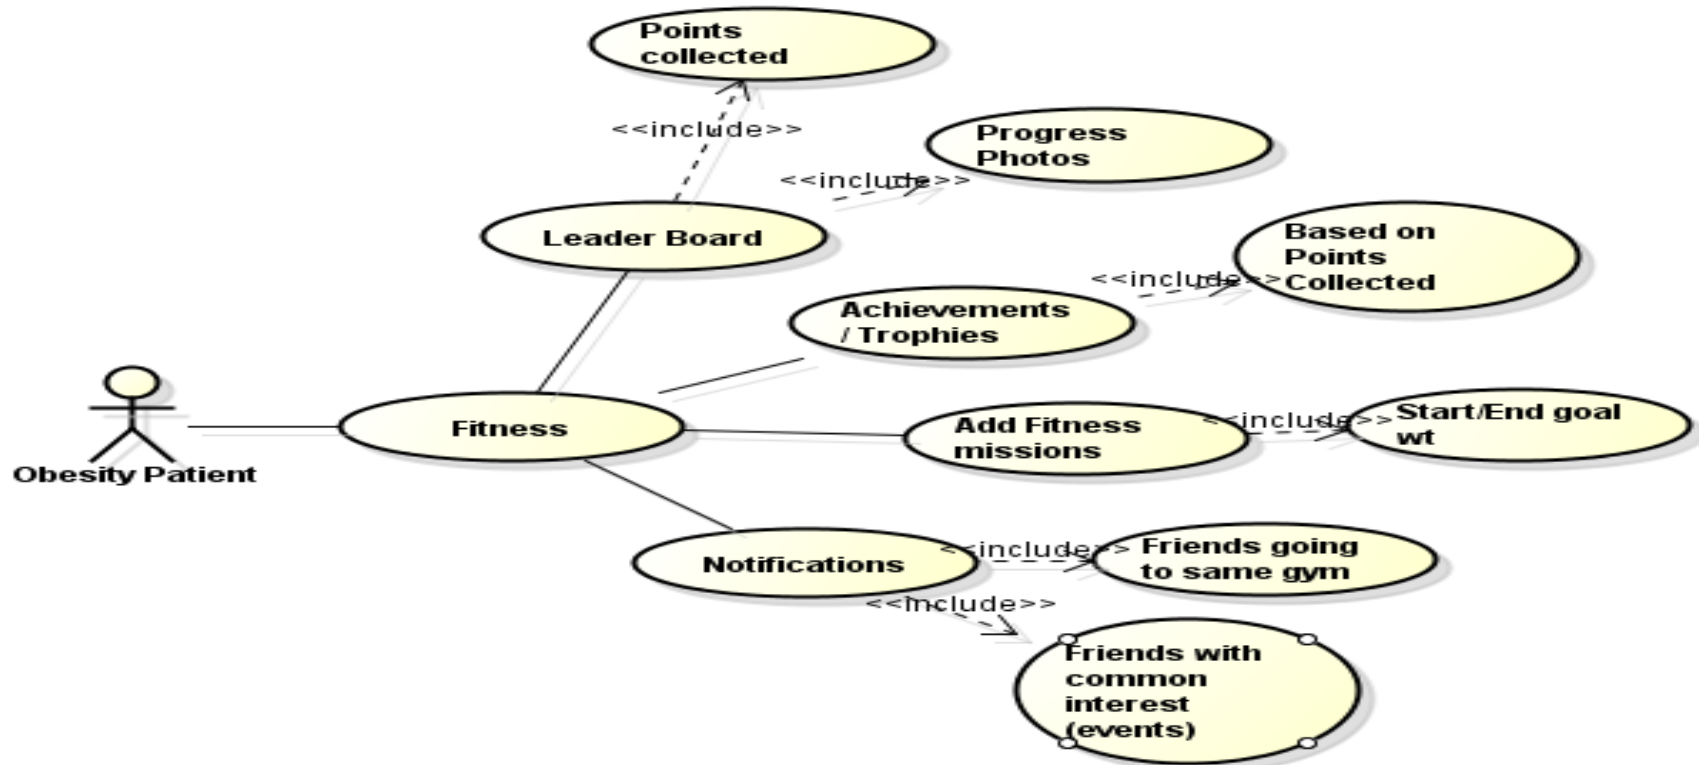 Points
collected
<<include>>
Progress
Photos
<<include>>
Leader Board
Based on
Points
Collected
<<include>>
Achievements
/ Trophies
Fitness
Add Fitness
missions
<<include>>
Start/End goal
wt
Obesity Patient
Notifications
<<include>>
Friends going
to same gym
<<include>>
Friends with
common
interest
(events)